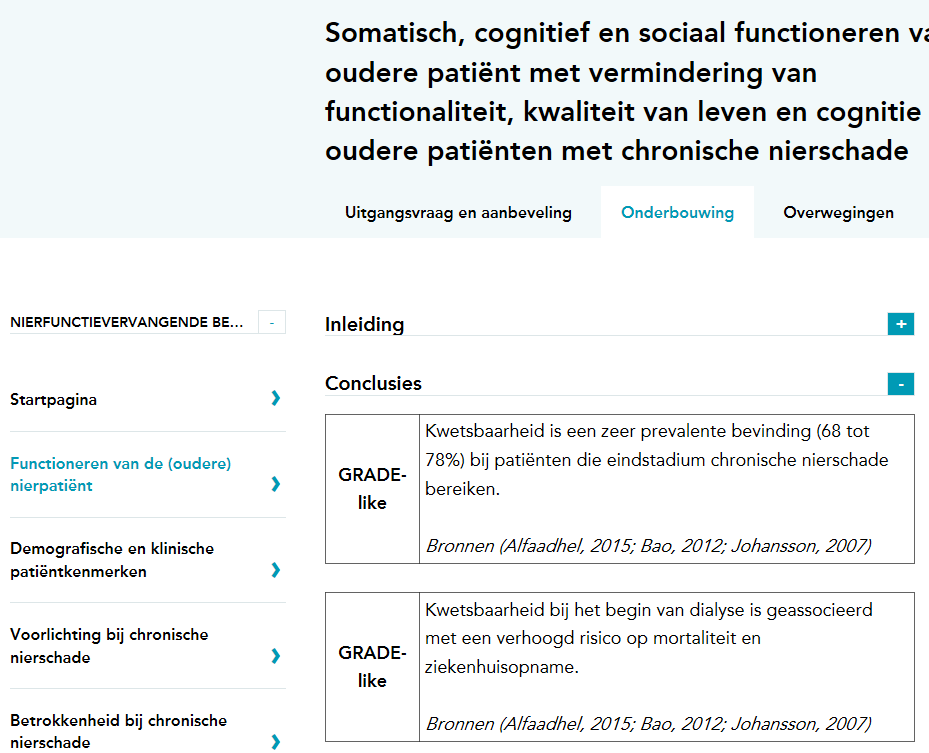 Somatisch, cognitief en sociaal functioneren
oudere patiënt met vermindering van
functionaliteit, kwaliteit van leven en cognitie
oudere patiënten met chronische nierschade
Uitgangsvraag en aanbeveling
Onderbouwing
Overwegingen
NIERFUNCTIEVERVANGENDE BE...
-
Startpagina
Functioneren van de (oudere)
nierpatiënt
Demografische en klinische
patiëntkenmerken
Voorlichting bij chronische
nierschade
Betrokkenheid bij chronische
nierschade
Inleiding
+
Conclusies
-
GRADE-
like
Kwetsbaarheid is een zeer prevalente bevinding (68 tot
78%) bij patiënten die eindstadium chronische nierschade
bereiken.
Bronnen (Alfaadhel, 2015; Bao, 2012; Johansson, 2007)
GRADE-
like
Kwetsbaarheid bij het begin van dialyse is geassocieerd
met een verhoogd risico op mortaliteit en
ziekenhuisopname.
Bronnen (Alfaadhel, 2015; Bao, 2012; Johansson, 2007)